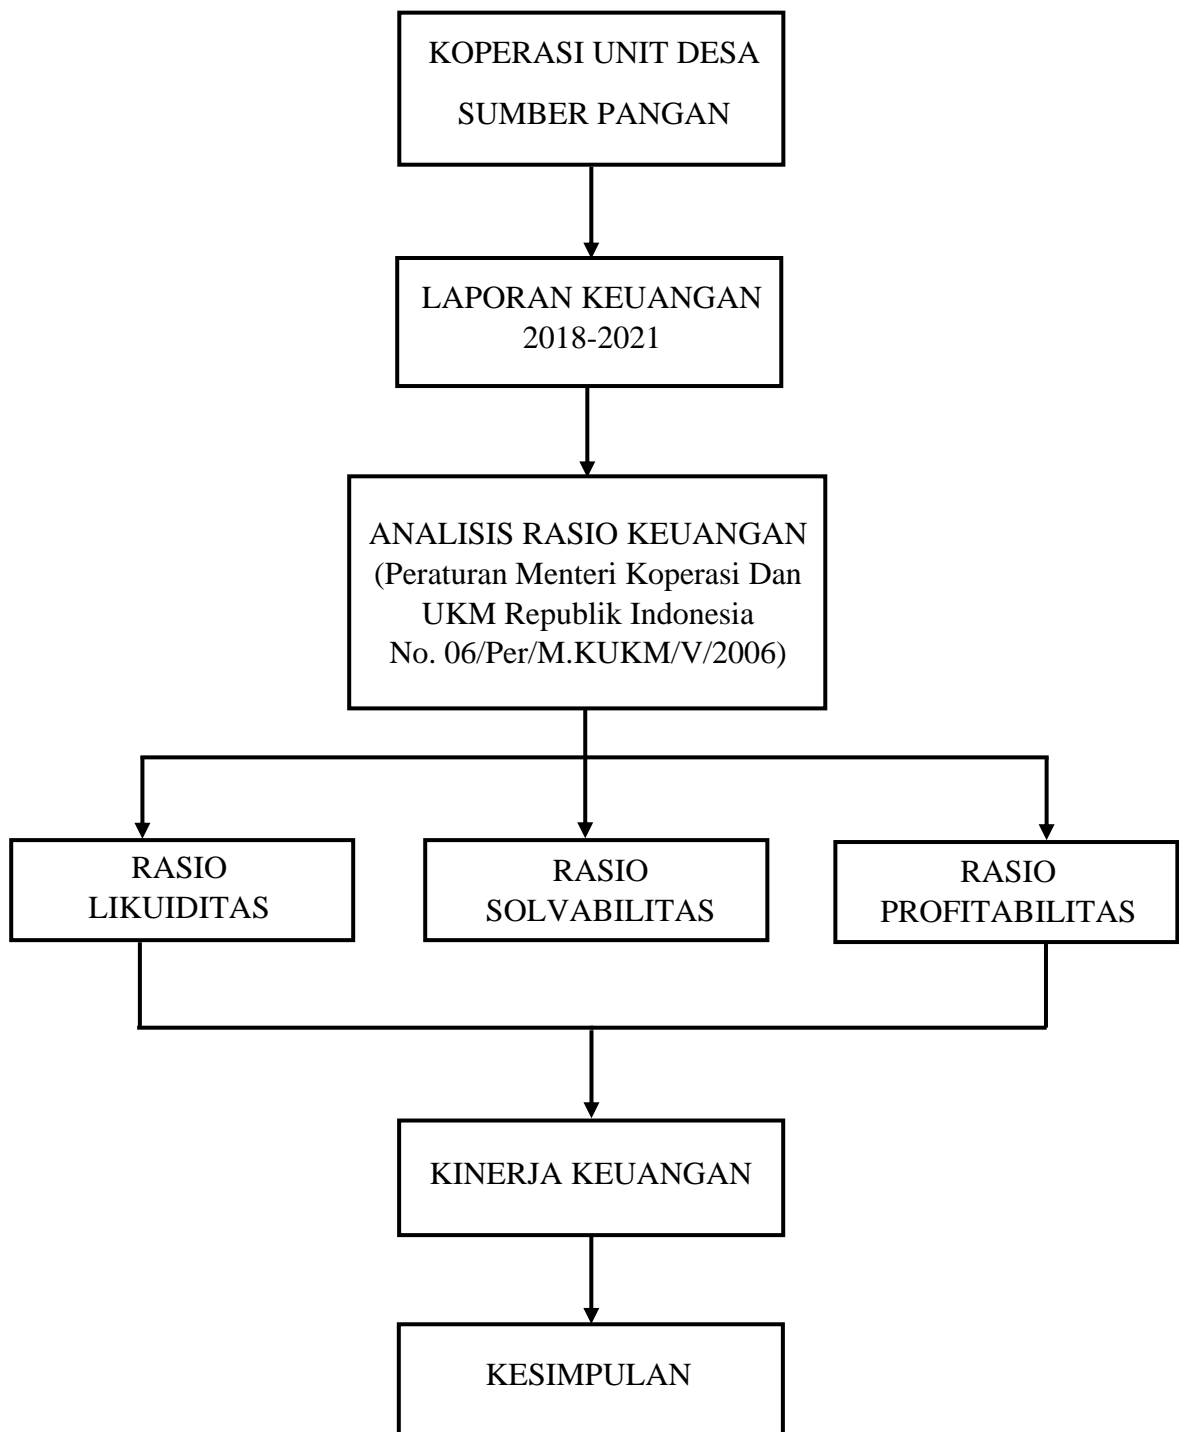 KOPERASI UNIT DESA
SUMBER PANGAN
LAPORAN KEUANGAN
2018-2021
ANALISIS RASIO KEUANGAN
(Peraturan Menteri Koperasi Dan
UKM Republik Indonesia
No. 06/Per/M.KUKM/V/2006)
RASIO
LIKUIDITAS
RASIO
SOLVABILITAS
RASIO
PROFITABILITAS
KINERJA KEUANGAN
KESIMPULAN